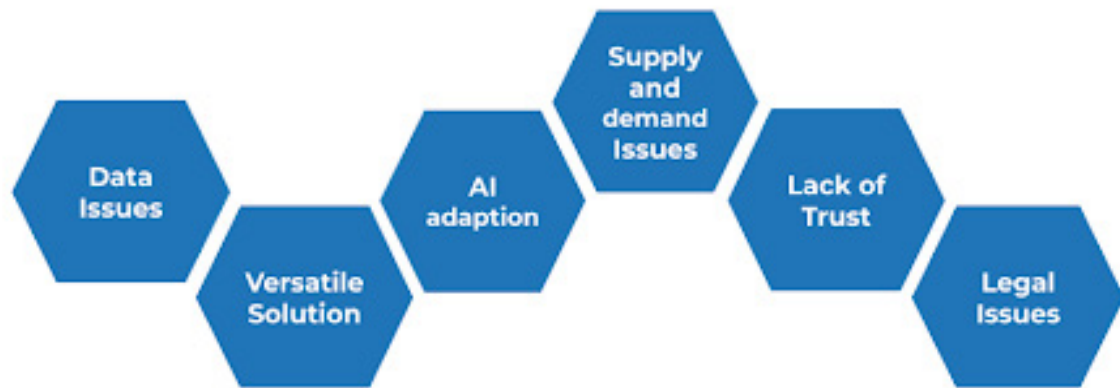 Data
Issues
Versatile
Solution
AI
adaption
Supply
and
demand
Issues
Lack of
Trust
Legal
Issues